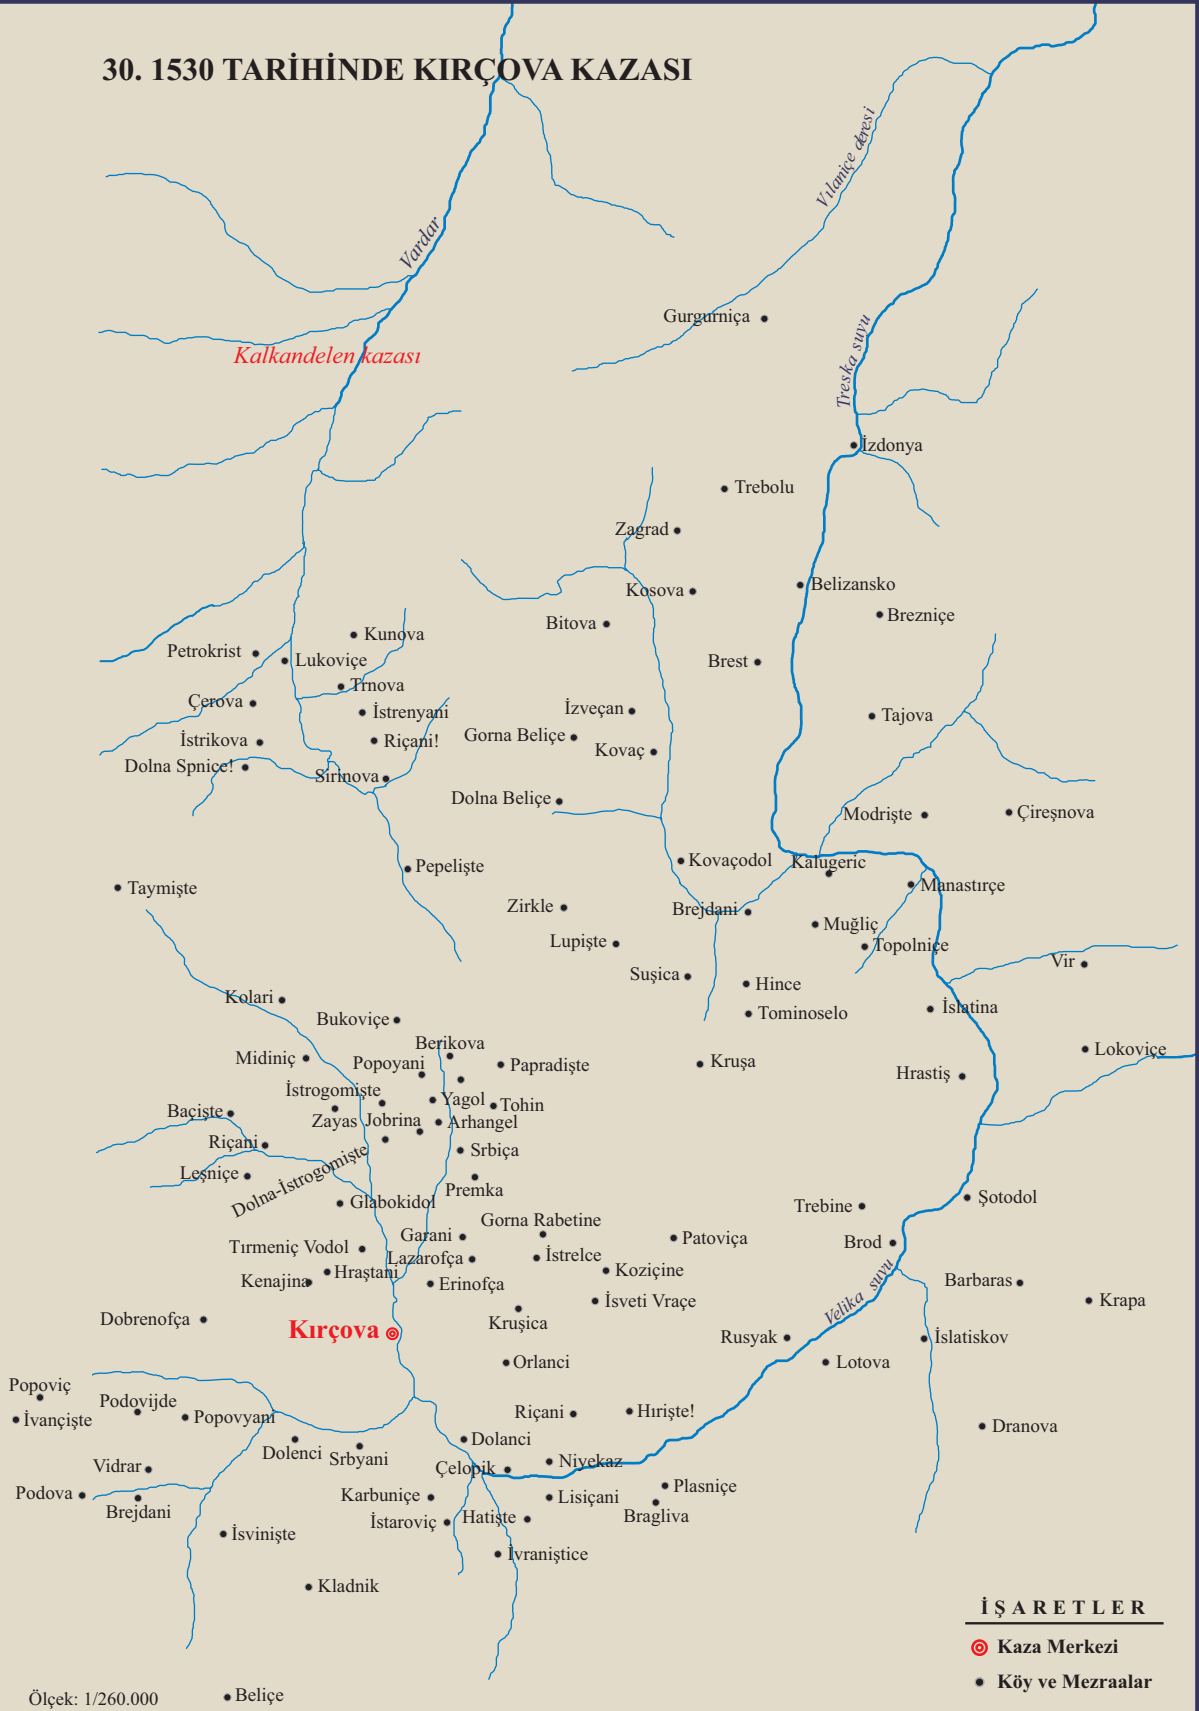 30. 1530 TARİHİNDE KIRÇOVA KAZASI
Vılaniçe deresi
Vardar
Gurgurniça
Treska suyu
Kalkandelen kazası
İzdonya
Trebolu
Zagrad
Kosova
Belizansko
Brezniçe
Bitova
Kunova
Petrokrist
Lukoviçe
Brest
Trnova
Çerova
İstrenyani
İzveçan
Tajova
İstrikova
Riçani!
Gorna Beliçe
Kovaç
Dolna Spnice!
Sirinova
Dolna Beliçe
Modrişte
Çireşnova
Kovaçodol
Kalugeric
Pepelişte
Taymişte
Manastırçe
Zirkle
Brejdani
Muğliç
Lupişte
Topolniçe
Vir
Suşica
Hince
Kolari
İslatina
Tominoselo
Bukoviçe
Berikova
Lokoviçe
Midiniç
Popoyani
Papradişte
Kruşa
Hrastiş
İstrogomişte
Yagol
Tohin
Baçişte
Zayas
Jobrina
Arhangel
Riçani
Srbiça
Leşniçe
Dolna-İstrogomişte
Premka
Glabokidol
Şotodol
Trebine
Gorna Rabetine
Garani
Patoviça
Brod
Tırmeniç Vodol
Lazarofça
İstrelce
Hraştani
Koziçine
Kenajina
Erinofça
Barbaras
İsveti Vraçe
Krapa
Velika suyu
Dobrenofça
Kruşica
Kırçova
Rusyak
İslatiskov
Orlanci
Lotova
Popoviç
Podovijde
İvançişte
Popovyani
Riçani
Hırişte!
Dranova
Dolanci
Dolenci
Srbyani
Vidrar
Çelopik
Nivekaz
Plasniçe
Podova
Brejdani
Karbuniçe
Lisiçani
Bragliva
İstaroviç
Hatişte
İsvinişte
İvraniştice
Kladnik
İŞARETLER
Kaza Merkezi
Köy ve Mezraalar
Beliçe
Ölçek: 1/260.000